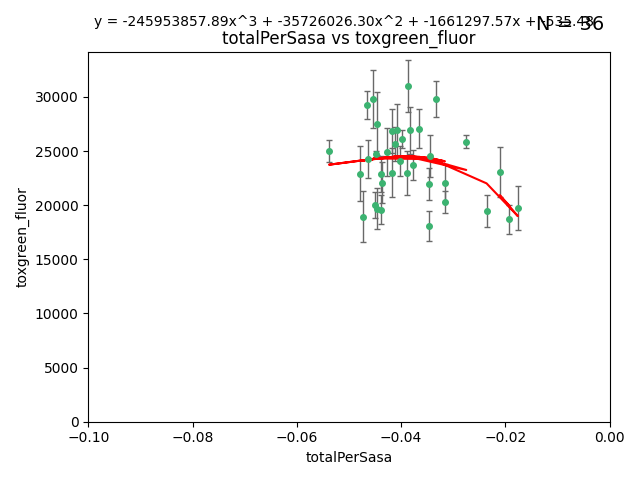 y = -245953857.89x^3 + -35726026.30x^2 + -1661297.57x + -535.48
N = 36
totalPerSasa vs toxgreen_fluor
30000
25000
20000
15000
10000
5000
0
toxgreen_fluor
−0.10 −0.08 −0.06 −0.04 −0.02 0.00
totalPerSasa